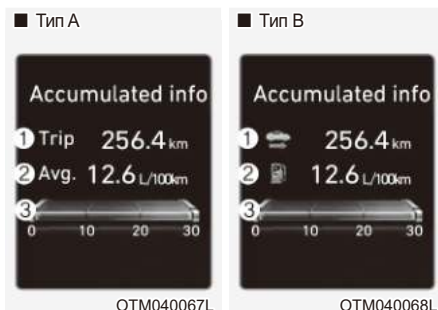 ■ Тип A
Accumulated info
1 Trip 256.4 km
2 Avg. 12.6 L/100km
3
0 10 20 30
OTM040067L
■ Тип B
Accumulated info
1 256.4 km
2 12.6 L/100km
3
0 10 20 30
OTM040068L